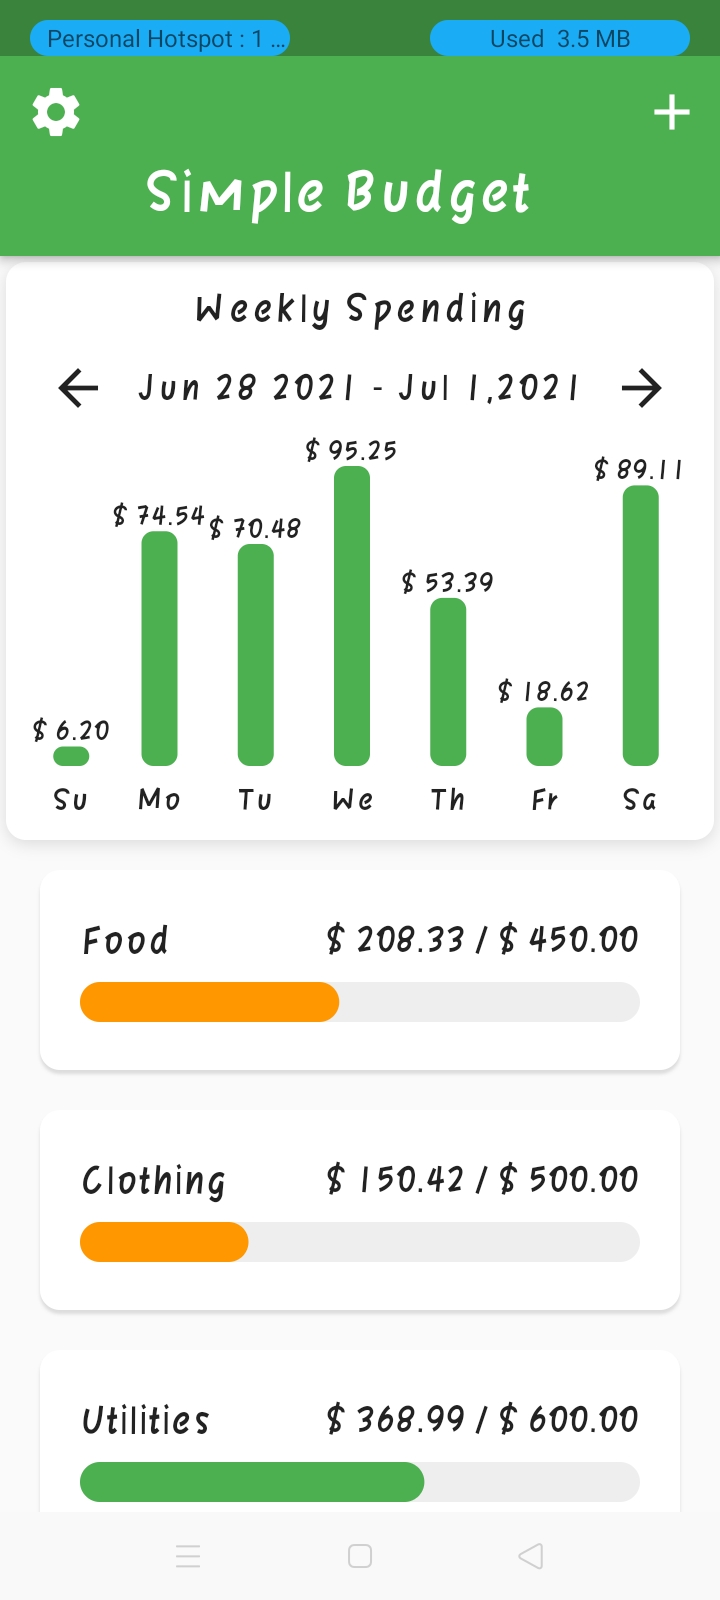 Personal Hotspot : 1 ... Used 3.5 MB
Simple Budget
Weekly Spending
Jun 28 2021 - Jul 1,2021
$ 95.25
$ 89.11
$ 74.54
$ 70.48
$ 53.39
$ 18.62
$ 6.20
Su Mo Tu We Th Fr Sa
Food $ 208.33 / $ 450.00
Clothing $ 150.42 / $ 500.00
Utilities $ 368.99 / $ 600.00